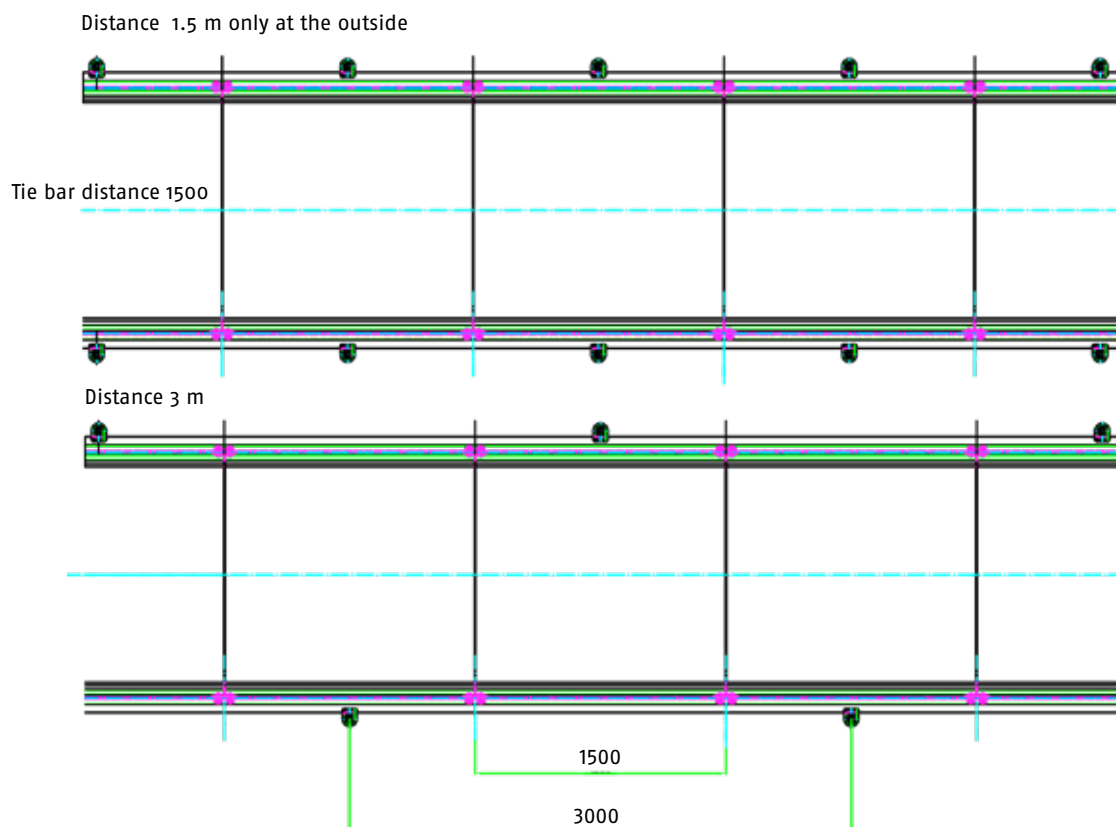 Distance 1.5 m only at the outside
Tie bar distance 1500
Distance 3 m
1500
3000